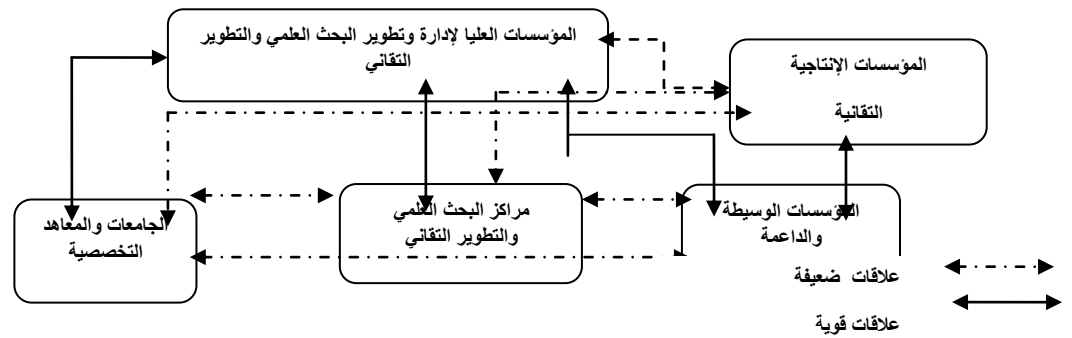 المؤسسات العليا لإدارة وتطوير البحث العلمي والتطوير
التقاني
المؤسسات الإنتاجية
التقانية
الجامعات والمعاهد
التخصصية
مراكز البحث العلمي
والتطوير التقاني
المؤسسات الوسيطة
والداعمة
علاقات ضعيفة
علاقات قوية